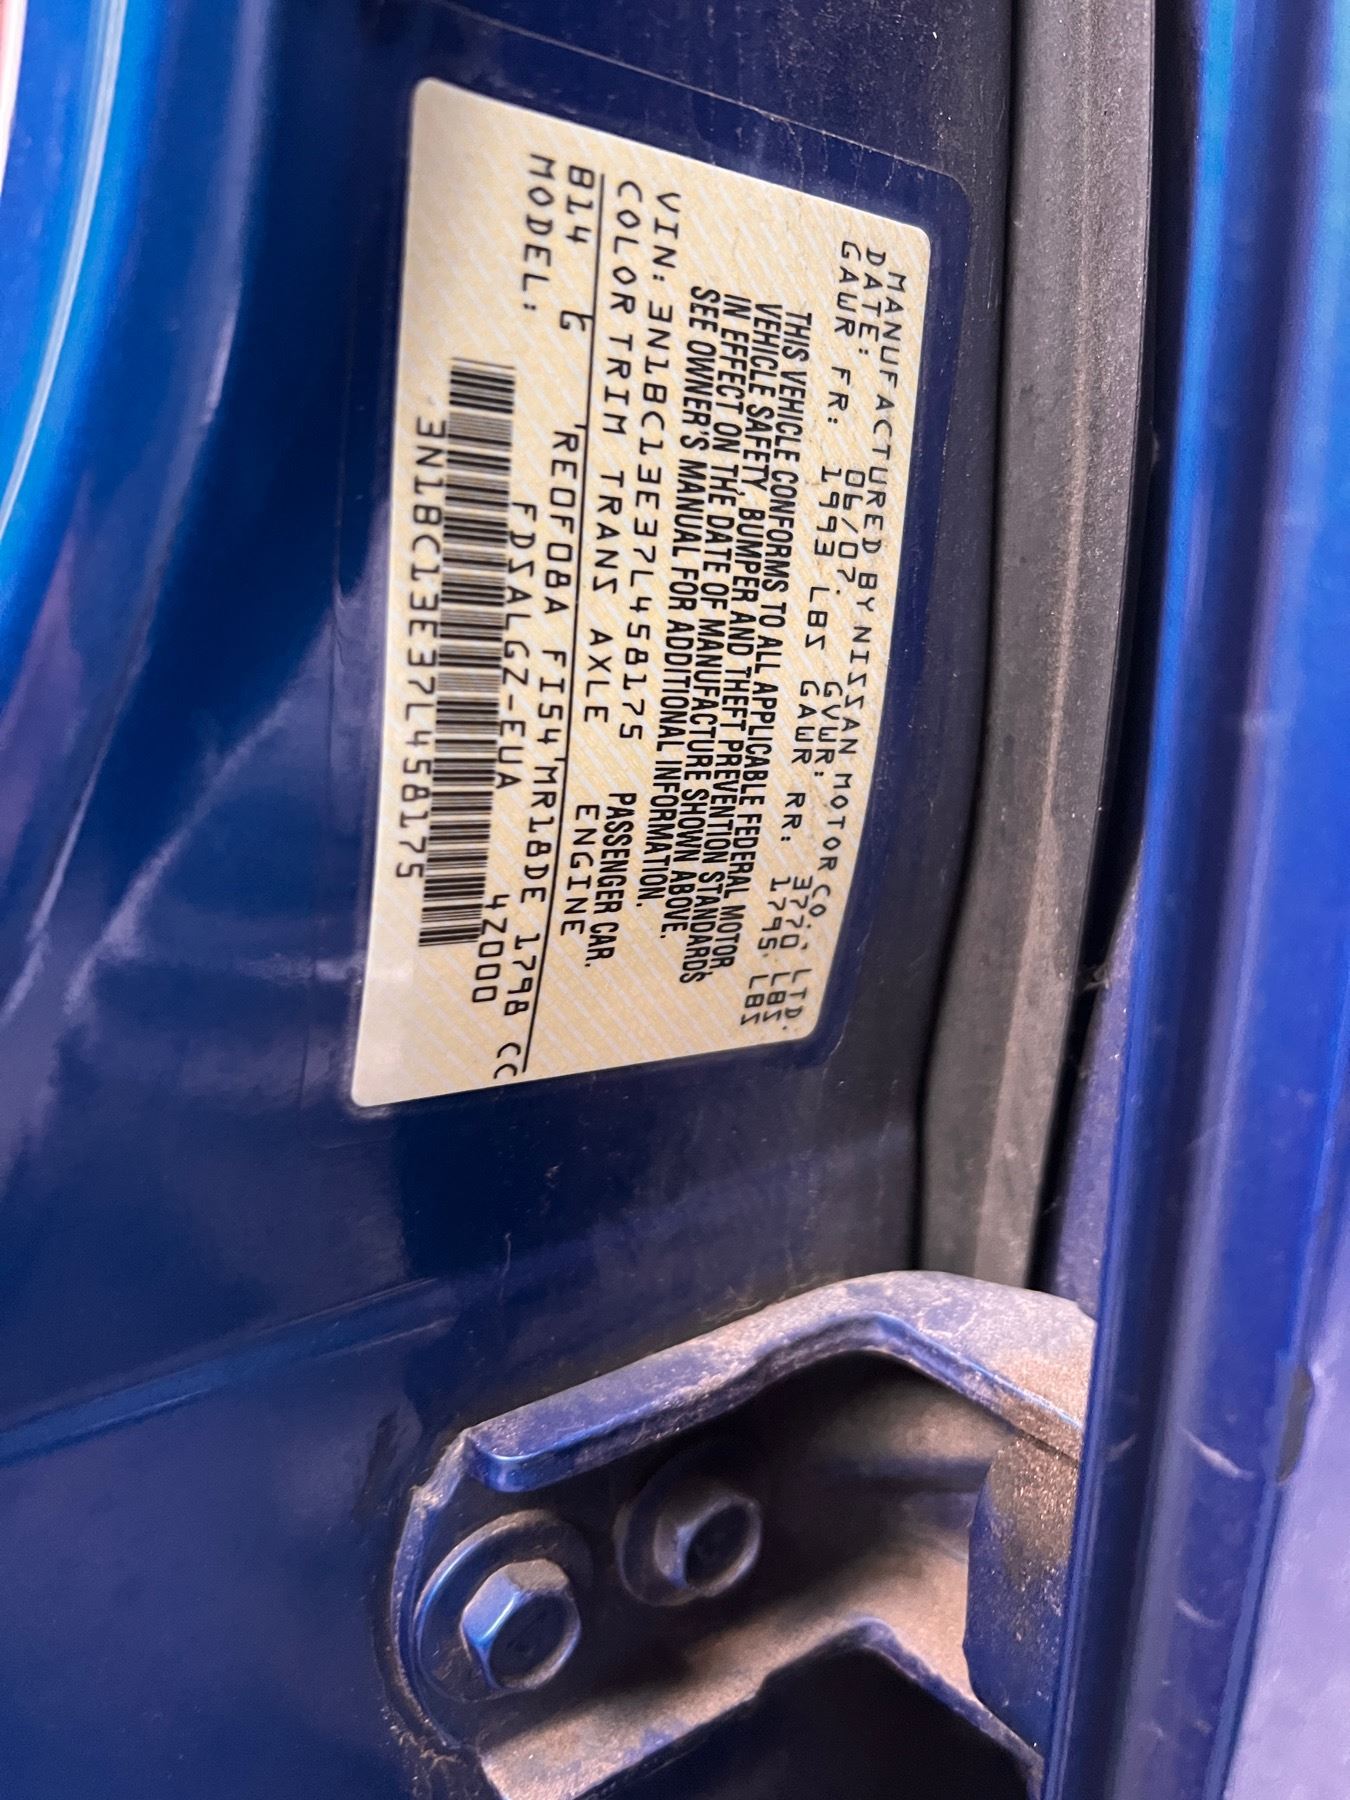 MANUFACTURED BY NISSAN MOTOR CO., LTD.
DATE: 06/07. GVWR: 3770 LBS.
GAWR FR: 1993 LBS GAWR RR: 1795 LBS
THIS VEHICLE CONFORMS TO ALL APPLICABLE FEDERAL MOTOR
VEHICLE SAFETY, BUMPER AND THEFT PREVENTION STANDARDS
IN EFFECT ON THE DATE OF MANUFACTURE SHOWN ABOVE.
SEE OWNER'S MANUAL FOR ADDITIONAL INFORMATION.
VIN: 3N1BC13E37L458175 PASSENGER CAR.
COLOR TRIM TRANS AXLE ENGINE
B14 G RE0F08A FI54 MR18DE 1798 CC
MODEL: FDSALGZ-EUA 4Z000
3N1BC13E37L458175